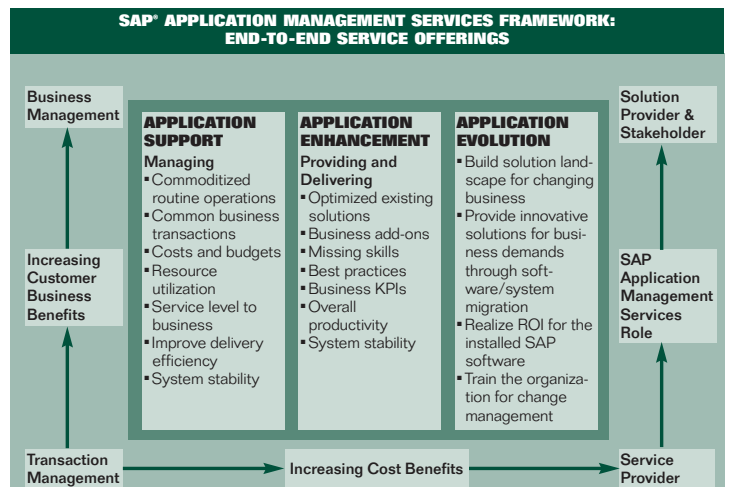 SAP® APPLICATION MANAGEMENT SERVICES FRAMEWORK:
END-TO-END SERVICE OFFERINGS
Business
Management
Increasing
Customer
Business
Benefits
Transaction
Management
APPLICATION
SUPPORT
Managing
▪ Commoditized
routine operations
▪ Common business
transactions
▪ Costs and budgets
▪ Resource
utilization
▪ Service level to
business
▪ Improve delivery
efficiency
▪ System stability
APPLICATION
ENHANCEMENT
Providing and
Delivering
▪ Optimized existing
solutions
▪ Business add-ons
▪ Missing skills
▪ Best practices
▪ Business KPIs
▪ Overall
productivity
▪ System stability
APPLICATION
EVOLUTION
▪ Build solution land-
scape for changing
business
▪ Provide innovative
solutions for busi-
ness demands
through soft-
ware/system
migration
▪ Realize ROI for the
installed SAP
software
▪ Train the organiza-
tion for change
management
Solution
Provider &
Stakeholder
SAP
Application
Management
Services
Role
Increasing Cost Benefits
Service
Provider